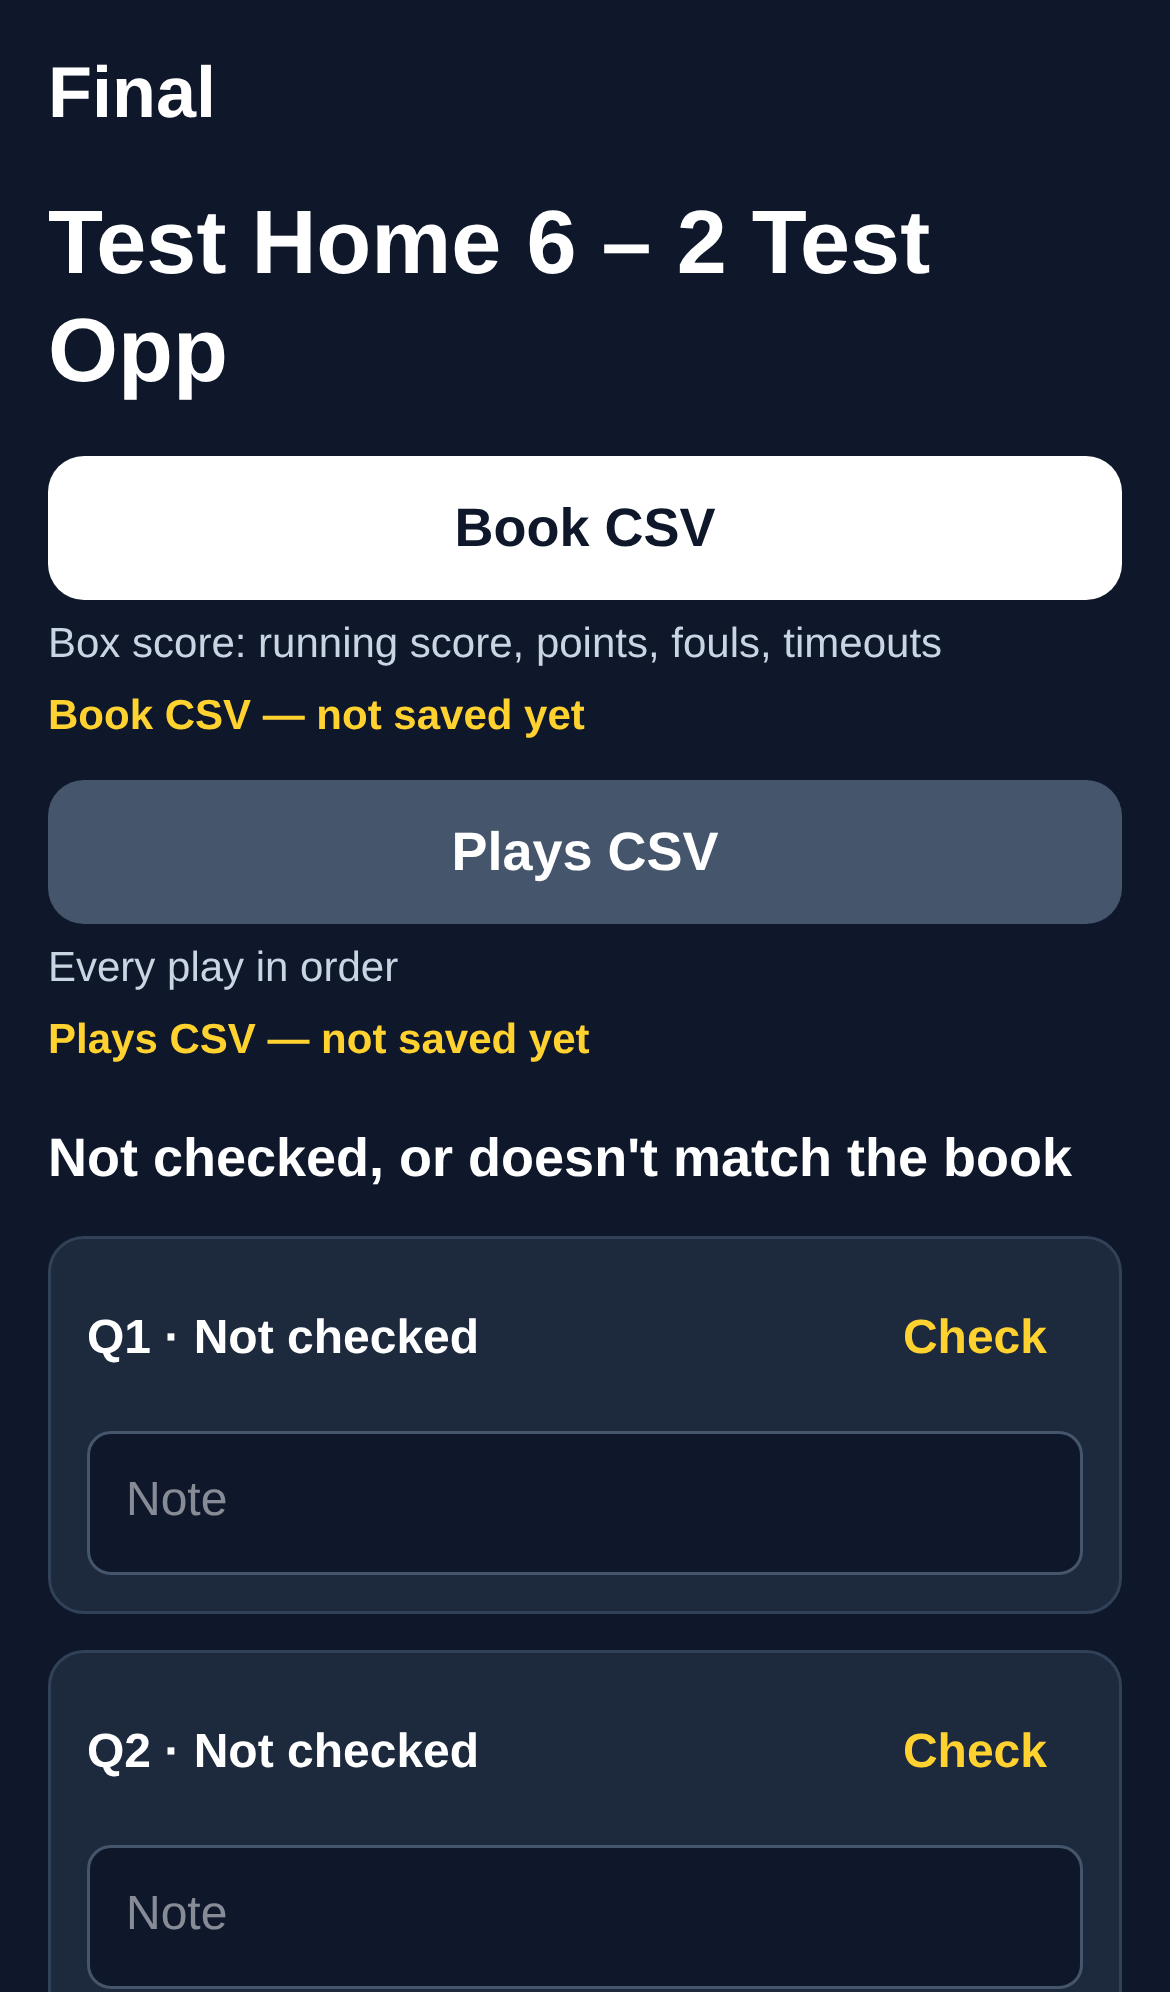 Final
Test Home 6 – 2 Test
Opp
Book CSV
Box score: running score, points, fouls, timeouts
Book CSV — not saved yet
Plays CSV
Every play in order
Plays CSV — not saved yet
Not checked, or doesn't match the book
Q1 · Not checked Check
Note
Q2 · Not checked Check
Note